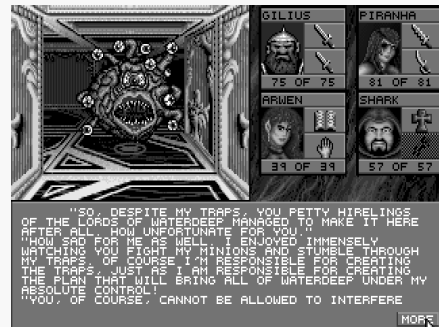 GILIUS
PIRANHA
75 OF 75
81 OF 81
ARWEN
SHARK
39 OF 39
57 OF 57
"SO, DESPITE MY TRAPS, YOU PETTY HIRELINGS
OF THE LORDS OF WATERDEEP MANAGED TO MAKE IT HERE
AFTER ALL. HOW UNFORTUNATE FOR YOU."
"HOW SAD FOR ME AS WELL. I ENJOYED IMMENSELY
WATCHING YOU FIGHT MY MINIONS AND STUMBLE THROUGH
MY TRAPS. OF COURSE I'M RESPONSIBLE FOR CREATING
THE TRAPS, JUST AS I AM RESPONSIBLE FOR CREATING
THE PLAN THAT WILL BRING ALL OF WATERDEEP UNDER MY
ABSOLUTE CONTROL!
"YOU, OF COURSE, CANNOT BE ALLOWED TO INTERFERE
MORE